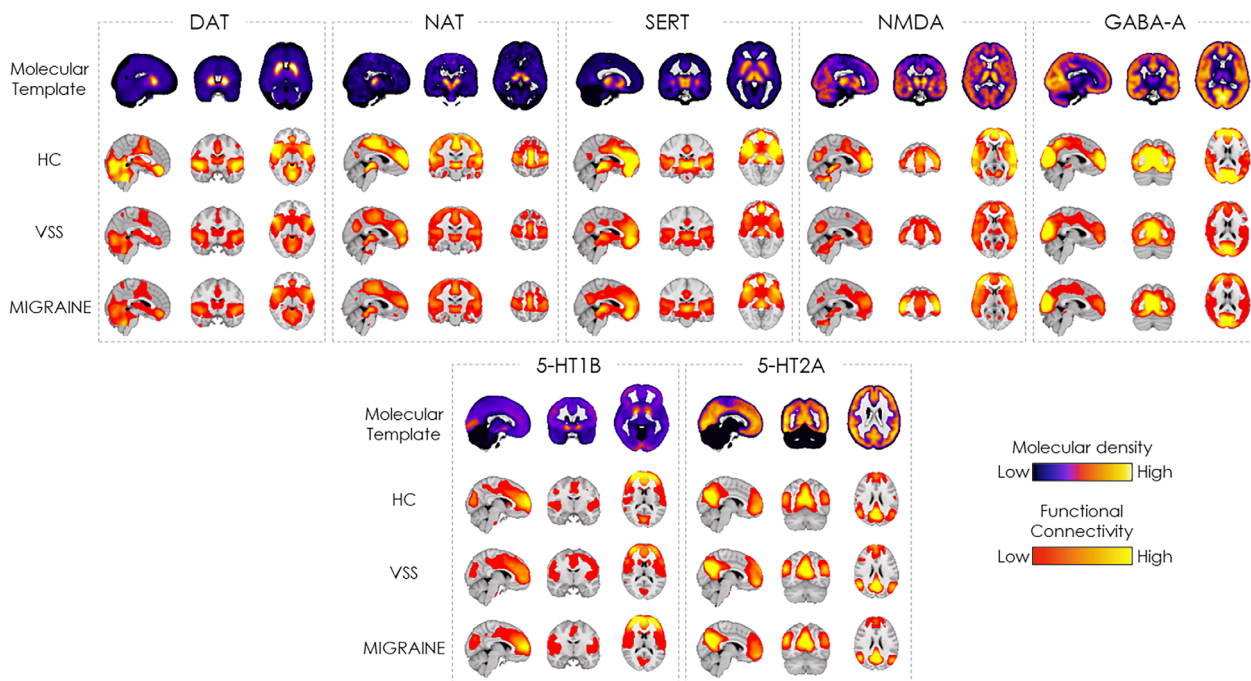 DAT
NAT
SERT
NMDA
GABA-A
Molecular
Template
HC
VSS
MIGRAINE
5-HT1B
5-HT2A
Molecular
Template
HC
VSS
MIGRAINE
Molecular density
Low
High
Functional
Connectivity
Low
High